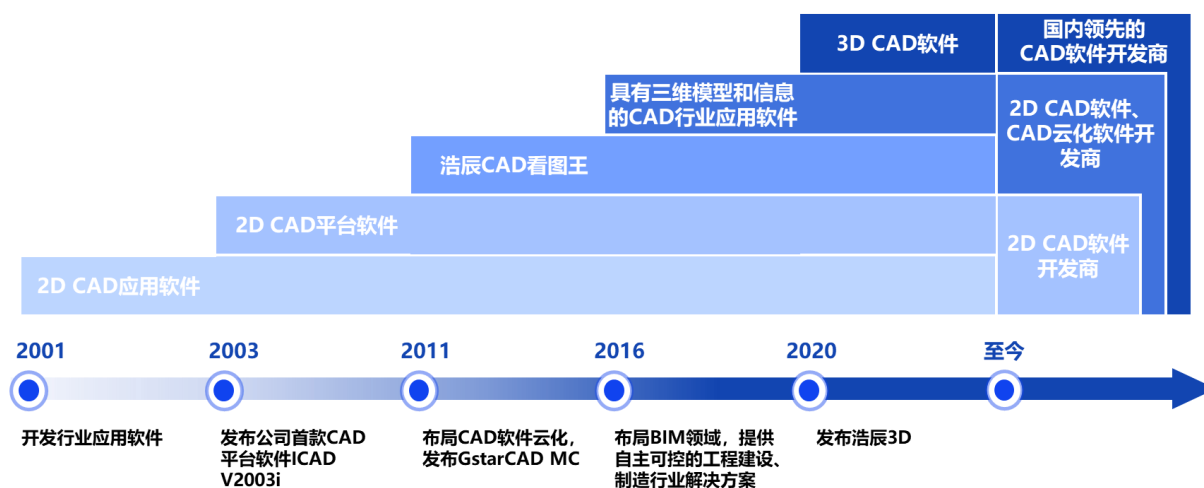 3D CAD软件
国内领先的
CAD软件开发商
具有三维模型和信息
的CAD行业应用软件
2D CAD软件、
CAD云化软件开
发商
浩辰CAD看图王
2D CAD平台软件
2D CAD软件
开发商
2D CAD应用软件
2001
2003
2011
2016
2020
至今
开发行业应用软件
发布公司首款CAD
平台软件ICAD
V2003i
布局CAD软件云化，
发布GstarCAD MC
布局BIM领域，提供
自主可控的工程建设、
制造行业解决方案
发布浩辰3D